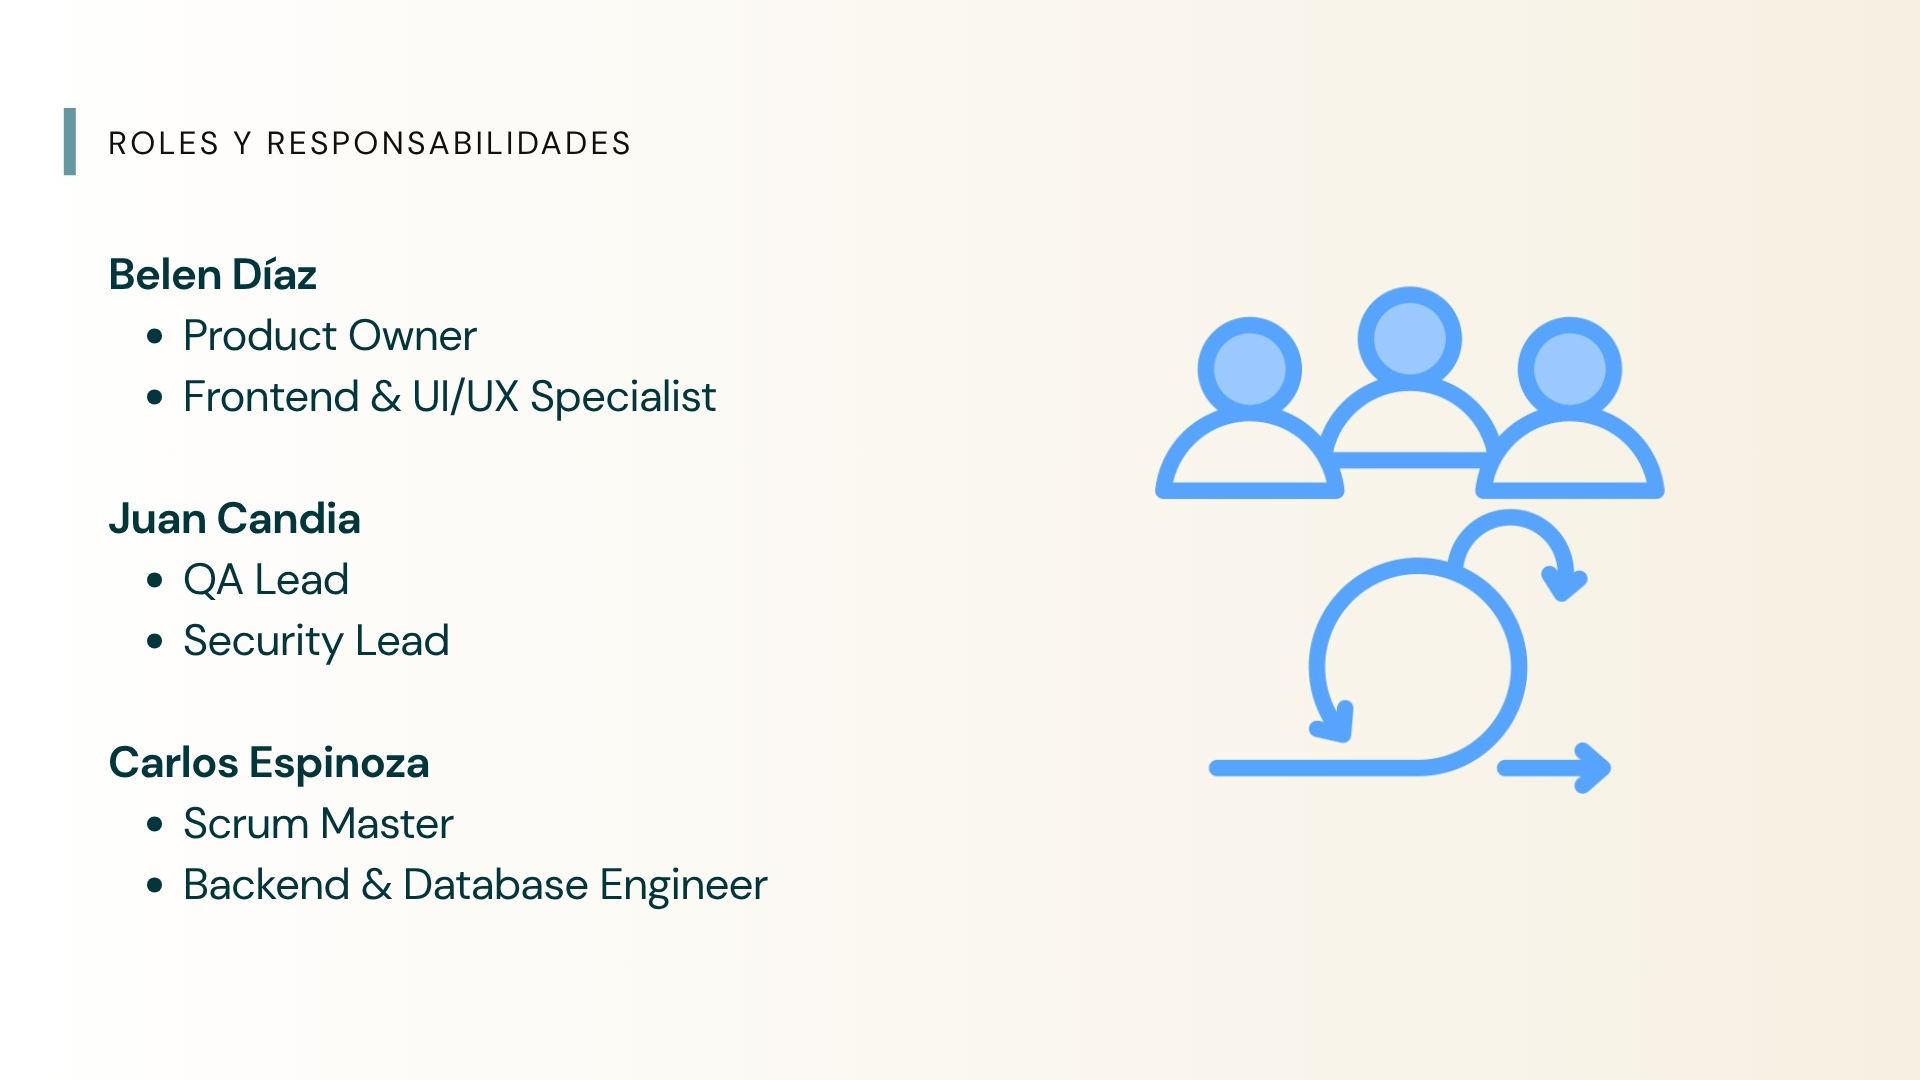 ROLES Y RESPONSABILIDADES
Belen Díaz
• Product Owner
• Frontend & UI/UX Specialist
Juan Candia
• QA Lead
• Security Lead
Carlos Espinoza
• Scrum Master
• Backend & Database Engineer